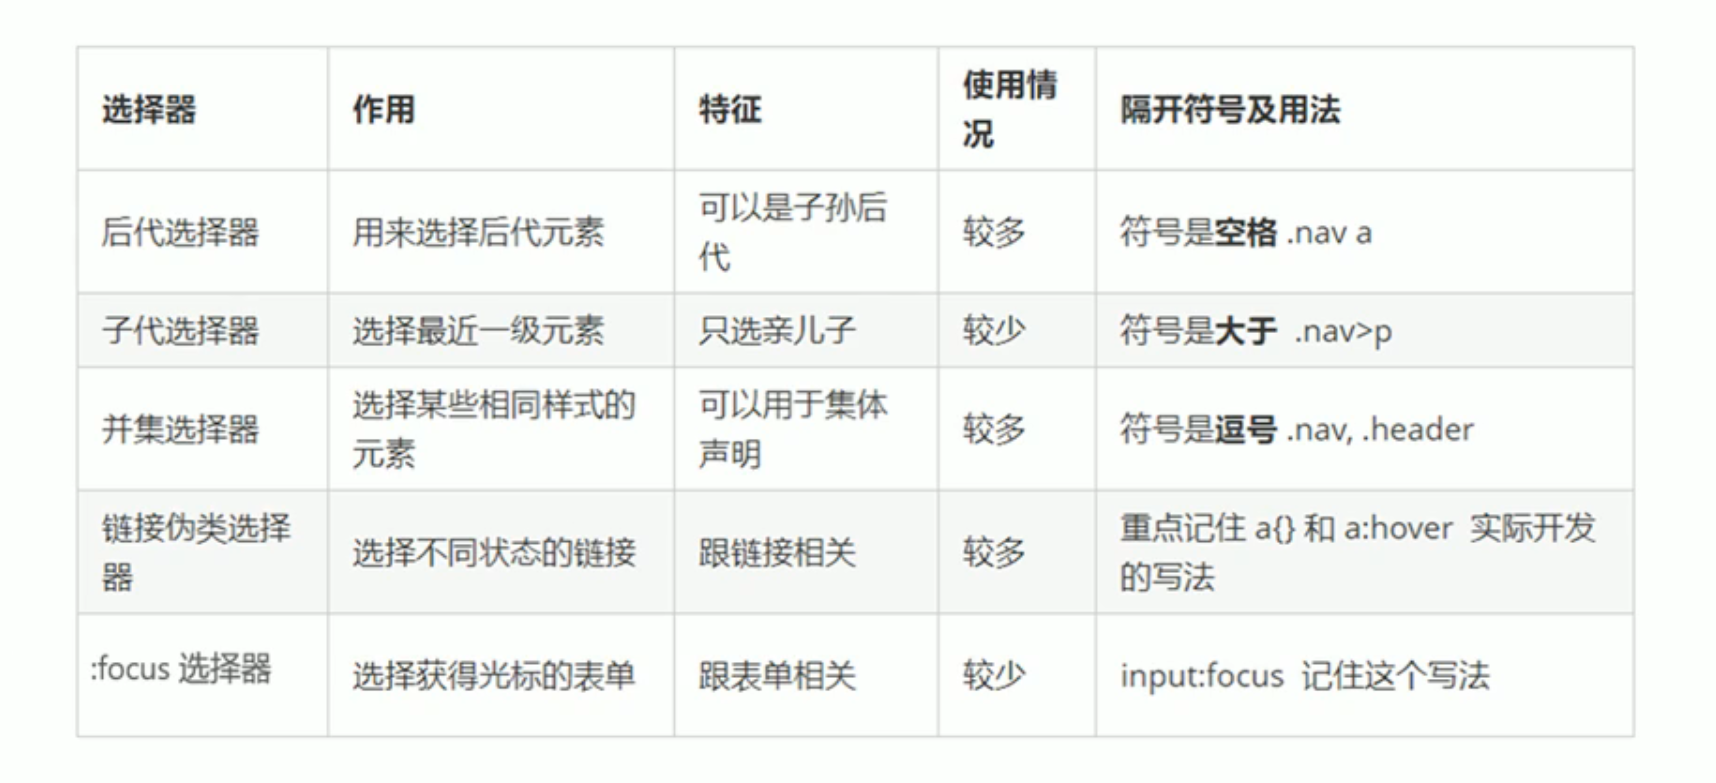 选择器 作用 特征 使用情
况 隔开符号及用法
后代选择器 用来选择后代元素 可以是子孙后
代 较多 符号是空格 .nav a
子代选择器 选择最近一级元素 只选亲儿子 较少 符号是大于 .nav>p
并集选择器 选择某些相同样式的
元素 可以用于集体
声明 较多 符号是逗号 .nav, .header
链接伪类选择
器 选择不同状态的链接 跟链接相关 较多 重点记住 a{} 和 a:hover 实际开发
的写法
:focus 选择器 选择获得光标的表单 跟表单相关 较少 input:focus 记住这个写法